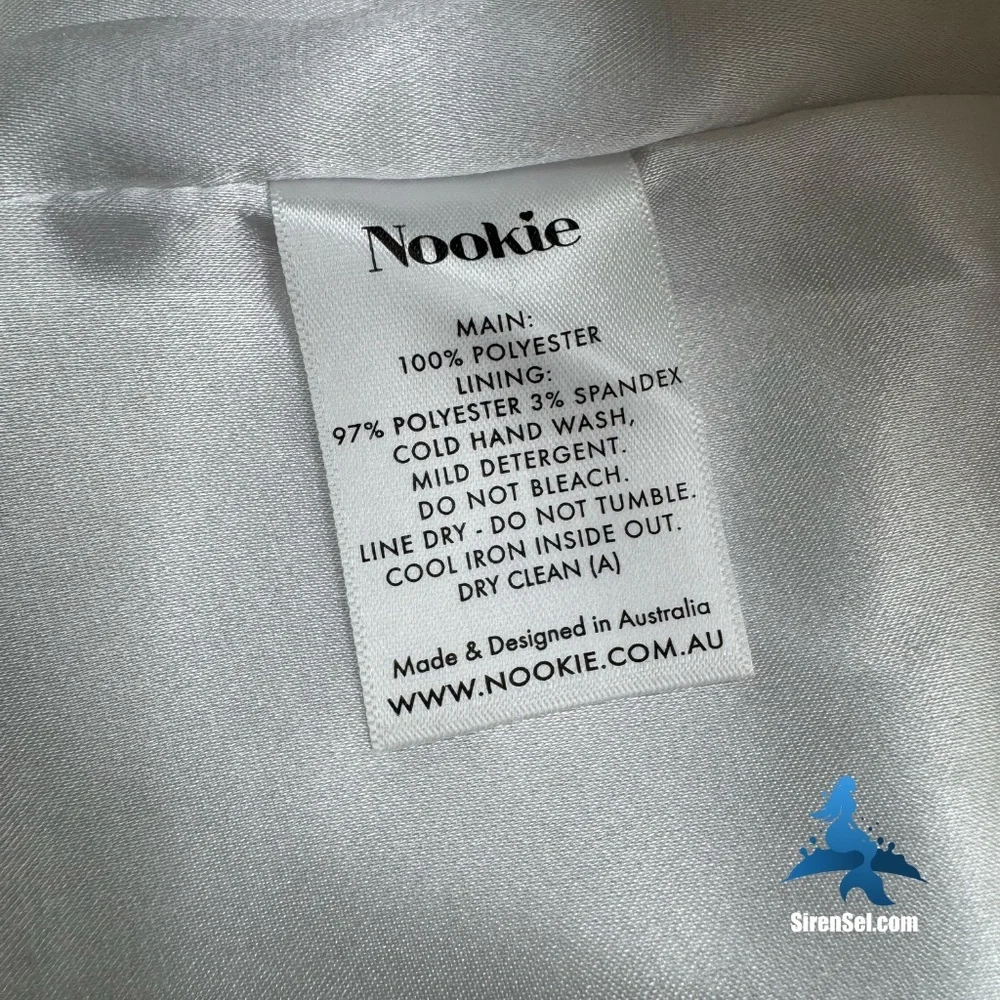 Nookie
MAIN:
100% POLYESTER
LINING:
97% POLYESTER 3% SPANDEX
COLD HAND WASH,
MILD DETERGENT.
DO NOT BLEACH.
LINE DRY - DO NOT TUMBLE.
COOL IRON INSIDE OUT.
DRY CLEAN (A)
Made & Designed in Australia
WWW.NOOKIE.COM.AU
SirenSel.com